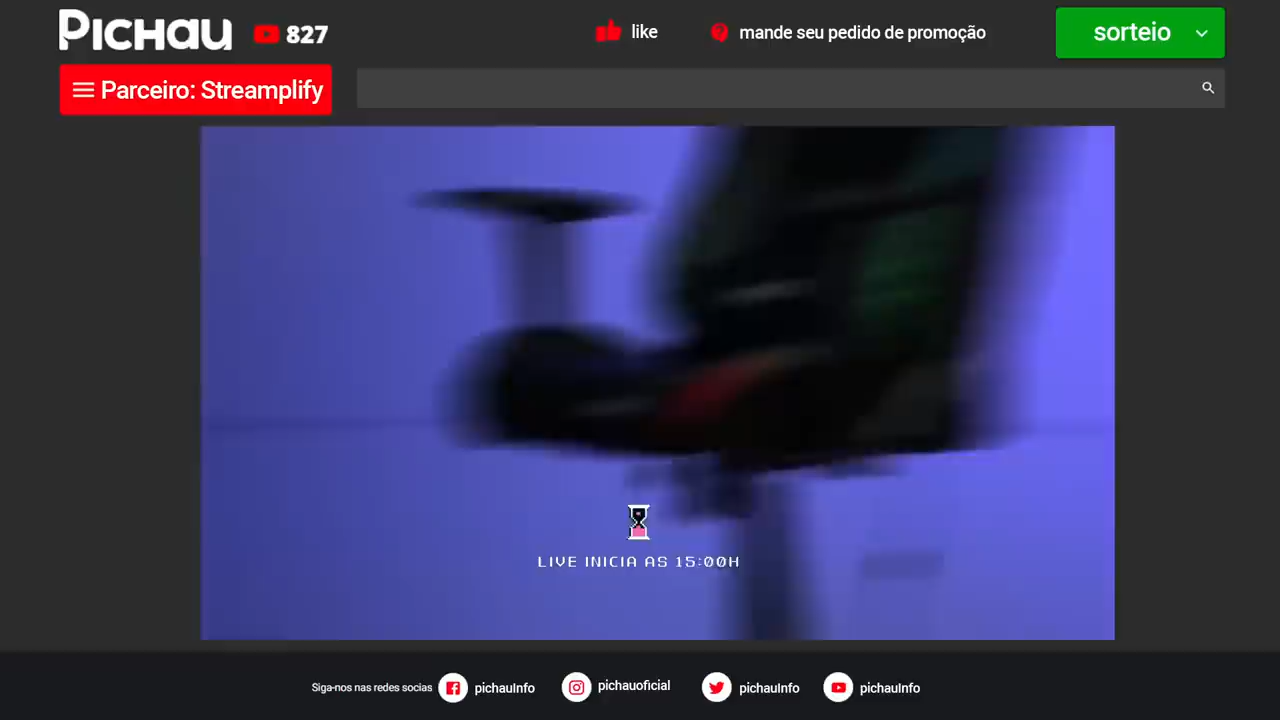 PICHAU
827
like
mande seu pedido de promoção
sorteio
Parceiro: Streamplify
LIVE INICIA AS 15:00H
Siga-nos nas redes socias
pichauInfo
pichauoficial
pichauInfo
pichauInfo